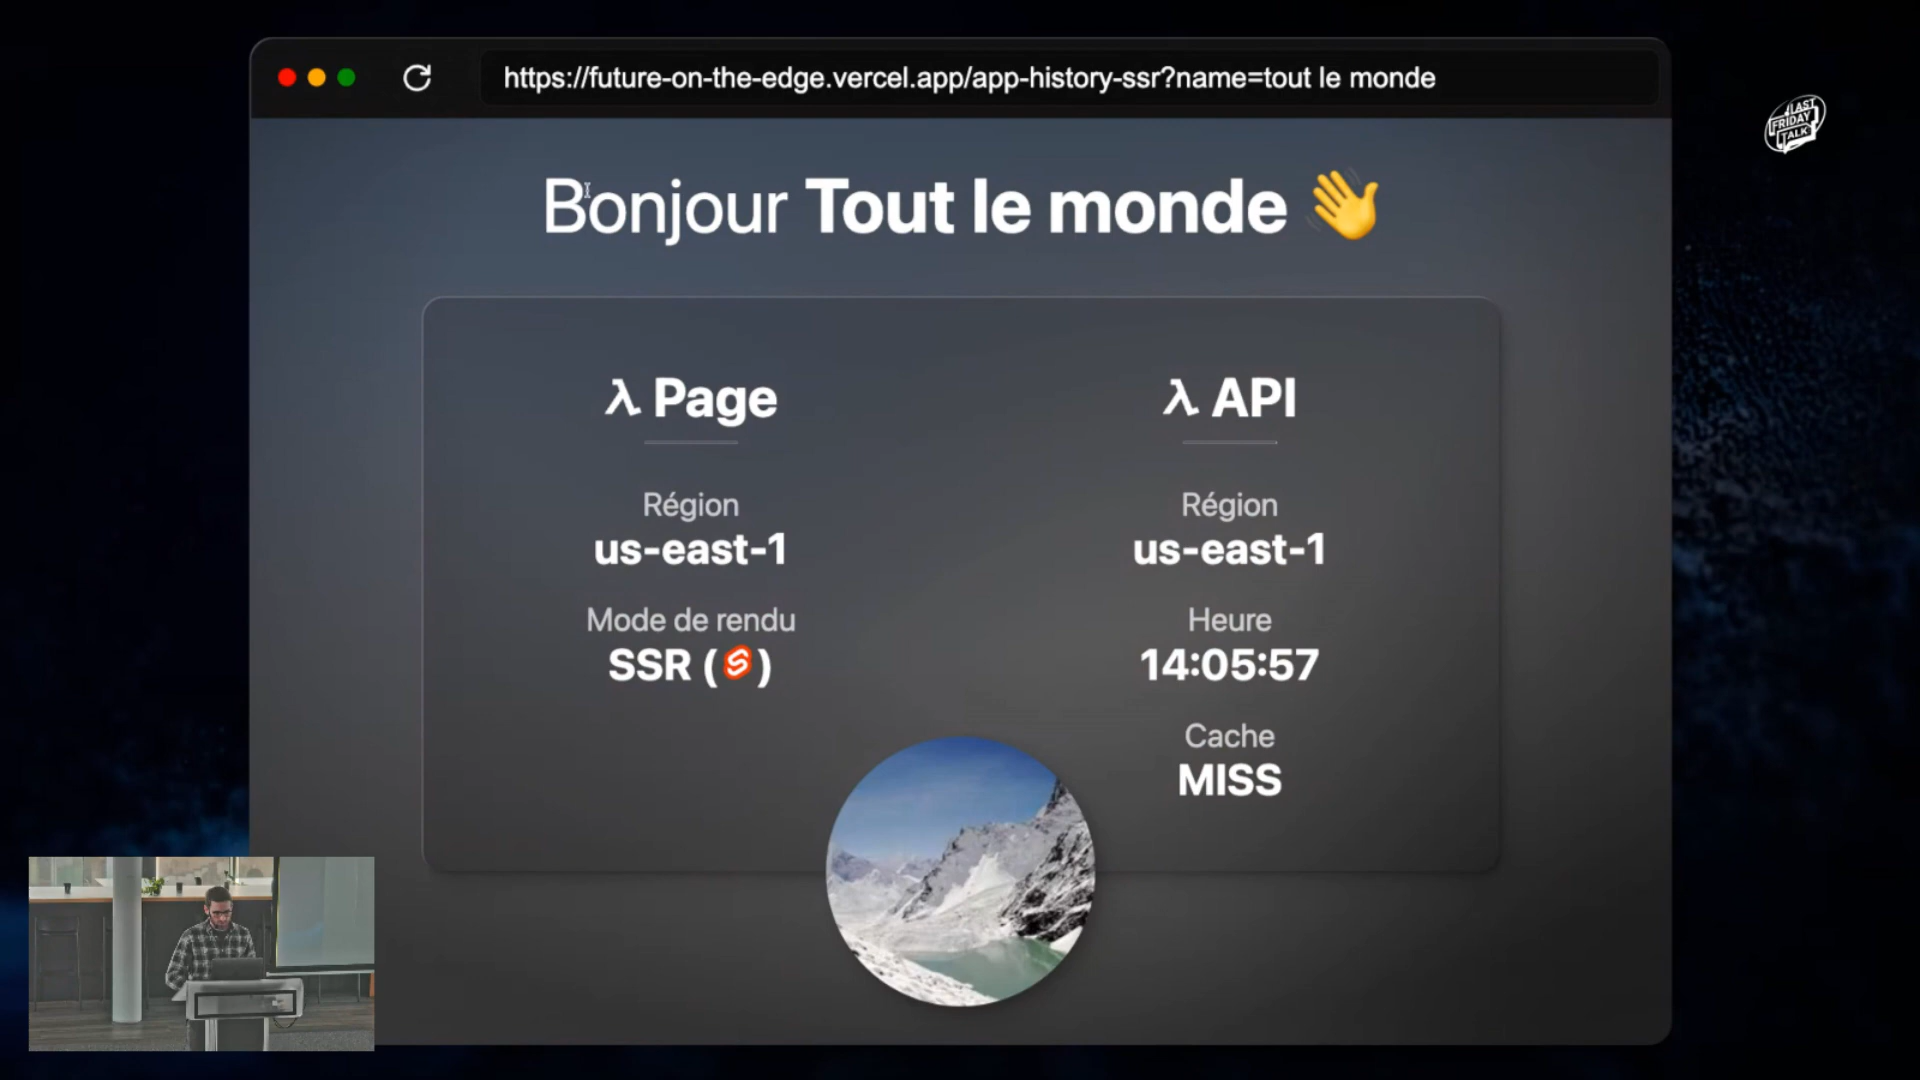 https://future-on-the-edge.vercel.app/app-history-ssr?name=tout le monde
LAST
FRIDAY
TALK
Bonjour Tout le monde 👋
λ Page
Région
us-east-1
Mode de rendu
SSR ( )
λ API
Région
us-east-1
Heure
14:05:57
Cache
MISS